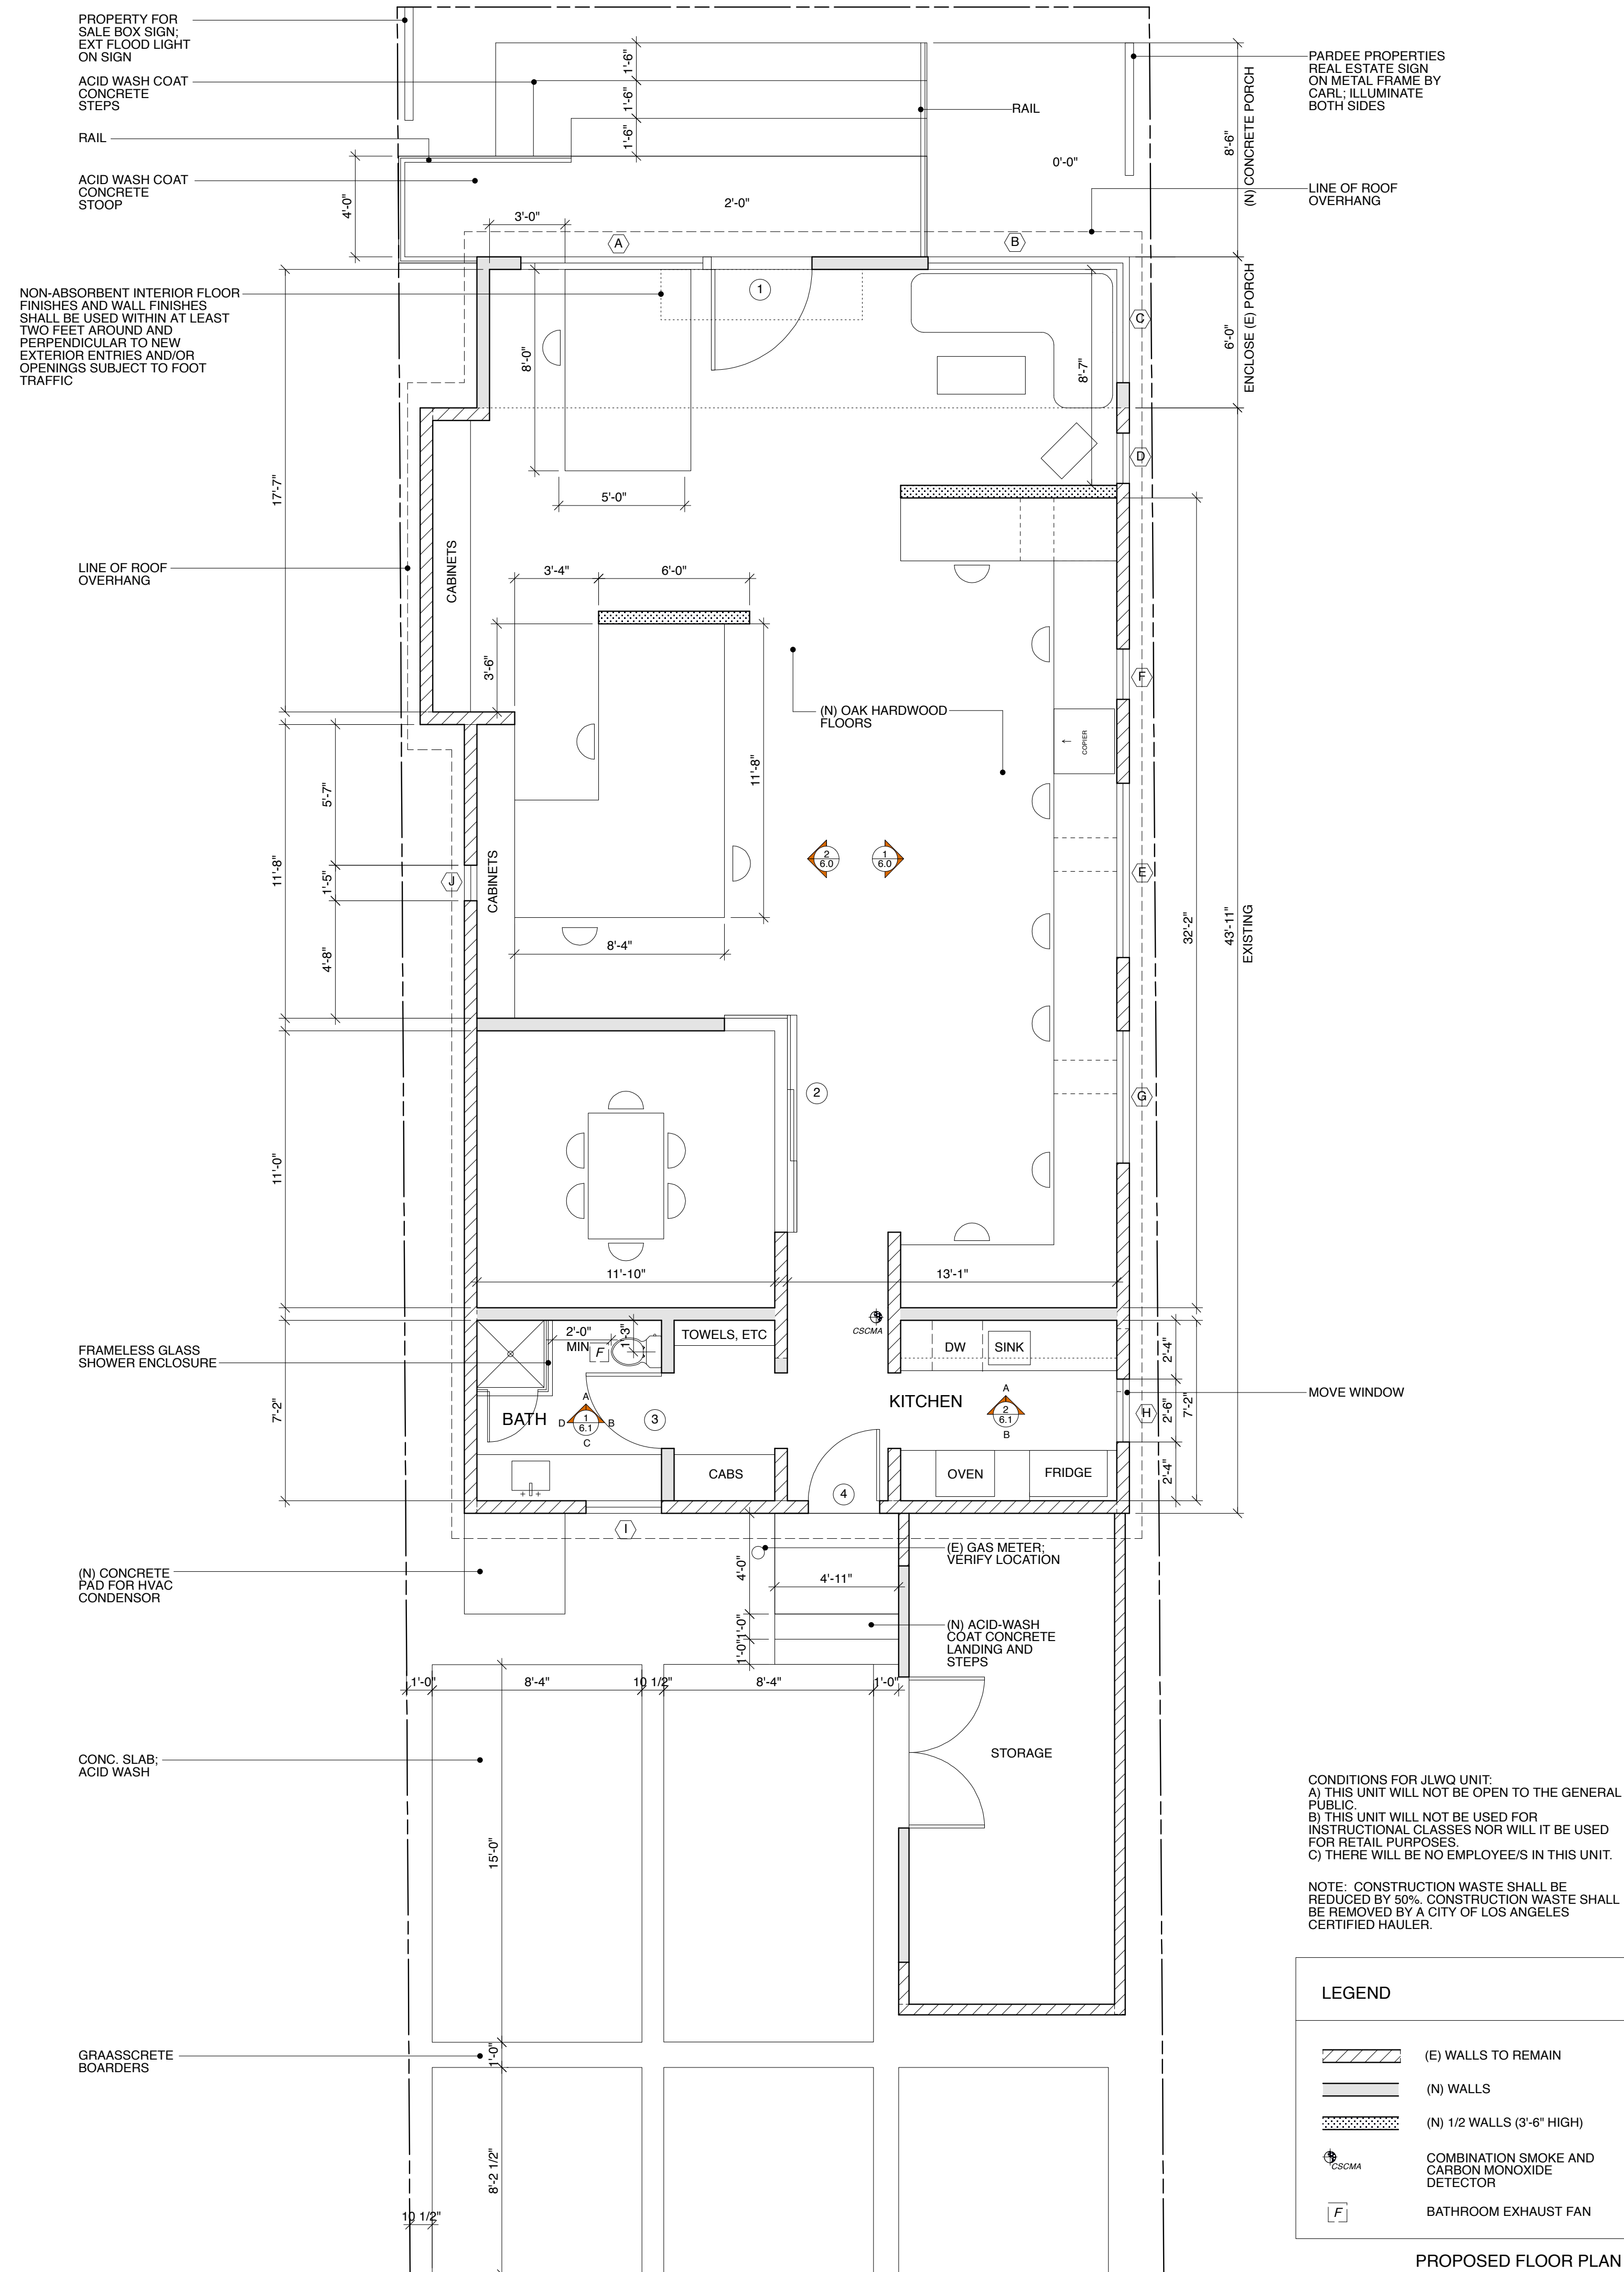 PROPERTY FOR
SALE BOX SIGN;
EXT FLOOD LIGHT
ON SIGN
ACID WASH COAT
CONCRETE
STEPS
RAIL
ACID WASH COAT
CONCRETE
STOOP
1'-6"
1'-6"
1'-6"
RAIL
PARDEE PROPERTIES
REAL ESTATE SIGN
ON METAL FRAME BY
CARL; ILLUMINATE
BOTH SIDES
8'-6"
(N) CONCRETE PORCH
0'-0"
LINE OF ROOF
OVERHANG
4'-0"
3'-0"
2'-0"
A
B
NON-ABSORBENT INTERIOR FLOOR
FINISHES AND WALL FINISHES
SHALL BE USED WITHIN AT LEAST
TWO FEET AROUND AND
PERPENDICULAR TO NEW
EXTERIOR ENTRIES AND/OR
OPENINGS SUBJECT TO FOOT
TRAFFIC
1
C
6'-0"
ENCLOSE (E) PORCH
8'-0"
8'-7"
D
17'-7"
5'-0"
LINE OF ROOF
OVERHANG
CABINETS
3'-4"
6'-0"
3'-6"
F
(N) OAK HARDWOOD
FLOORS
COPIER
11'-8"
5'-7"
11'-8"
1'-5"
4'-8"
J
CABINETS
2
6.0
1
6.0
E
8'-4"
32'-2"
43'-11"
EXISTING
2
G
11'-0"
11'-10"
13'-1"
CSCMA
FRAMELESS GLASS
SHOWER ENCLOSURE
2'-0"
MIN
1'-3"
F
TOWELS, ETC
DW
SINK
2'-4"
MOVE WINDOW
7'-2"
BATH
A
D
1
6.1
B
C
3
KITCHEN
A
2
6.1
B
H
2'-6"
7'-2"
CABS
OVEN
FRIDGE
2'-4"
4
I
(N) CONCRETE
PAD FOR HVAC
CONDENSOR
4'-0"
(E) GAS METER;
VERIFY LOCATION
4'-11"
1'-0"
1'-0"
(N) ACID-WASH
COAT CONCRETE
LANDING AND
STEPS
1'-0"
8'-4"
10 1/2"
8'-4"
1'-0"
CONC. SLAB;
ACID WASH
STORAGE
15'-0"
CONDITIONS FOR JLWQ UNIT:
A) THIS UNIT WILL NOT BE OPEN TO THE GENERAL
PUBLIC.
B) THIS UNIT WILL NOT BE USED FOR
INSTRUCTIONAL CLASSES NOR WILL IT BE USED
FOR RETAIL PURPOSES.
C) THERE WILL BE NO EMPLOYEE/S IN THIS UNIT.
NOTE: CONSTRUCTION WASTE SHALL BE
REDUCED BY 50%. CONSTRUCTION WASTE SHALL
BE REMOVED BY A CITY OF LOS ANGELES
CERTIFIED HAULER.
GRAASSCRETE
BOARDERS
1'-0"
8'-2 1/2"
10 1/2"
LEGEND
(E) WALLS TO REMAIN
(N) WALLS
(N) 1/2 WALLS (3'-6" HIGH)
CSCMA
COMBINATION SMOKE AND
CARBON MONOXIDE
DETECTOR
F
BATHROOM EXHAUST FAN
PROPOSED FLOOR PLAN